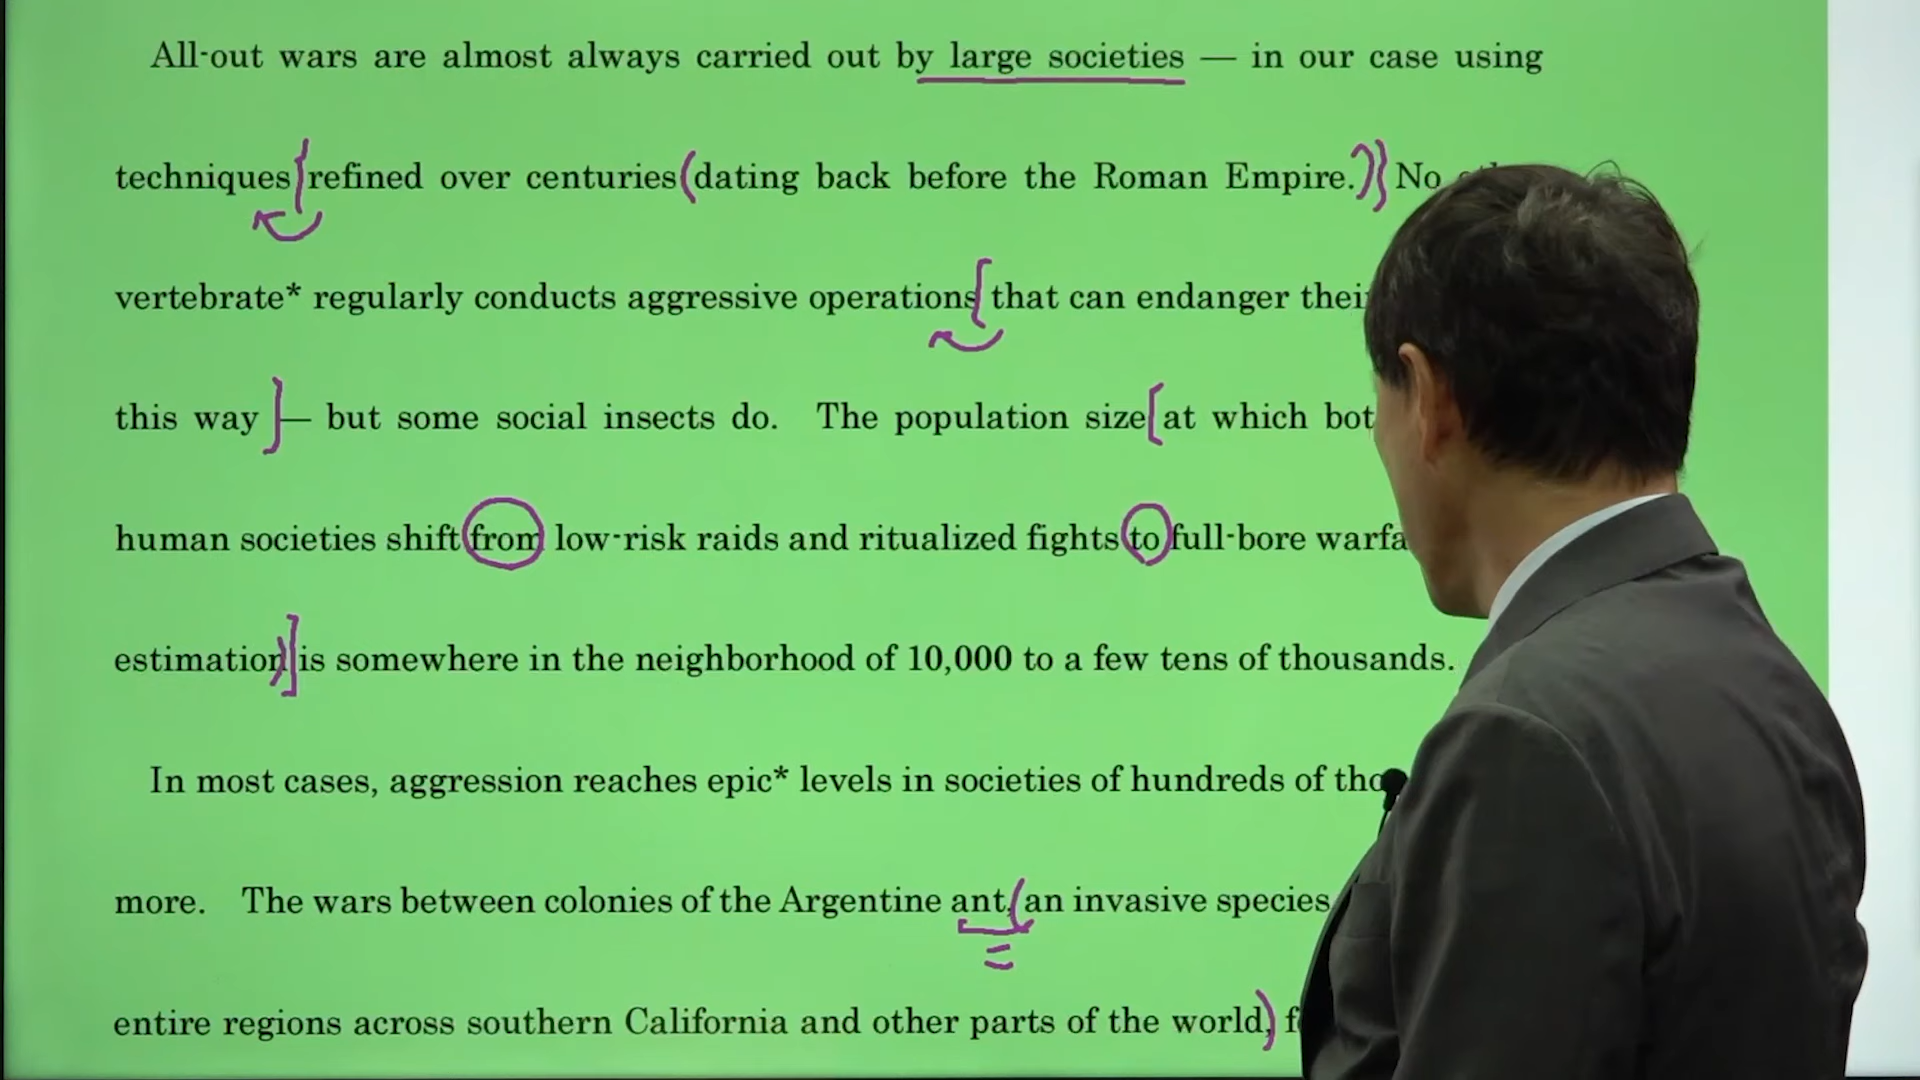 All-out wars are almost always carried out by large societies — in our case using
techniques refined over centuries dating back before the Roman Empire. No
vertebrate* regularly conducts aggressive operations that can endanger their
this way — but some social insects do. The population size at which
human societies shift from low-risk raids and ritualized fights to full-bore
estimation is somewhere in the neighborhood of 10,000 to a few tens of thousands.
In most cases, aggression reaches epic* levels in societies of hundreds of
more. The wars between colonies of the Argentine ant, an invasive species
entire regions across southern California and other parts of the world,